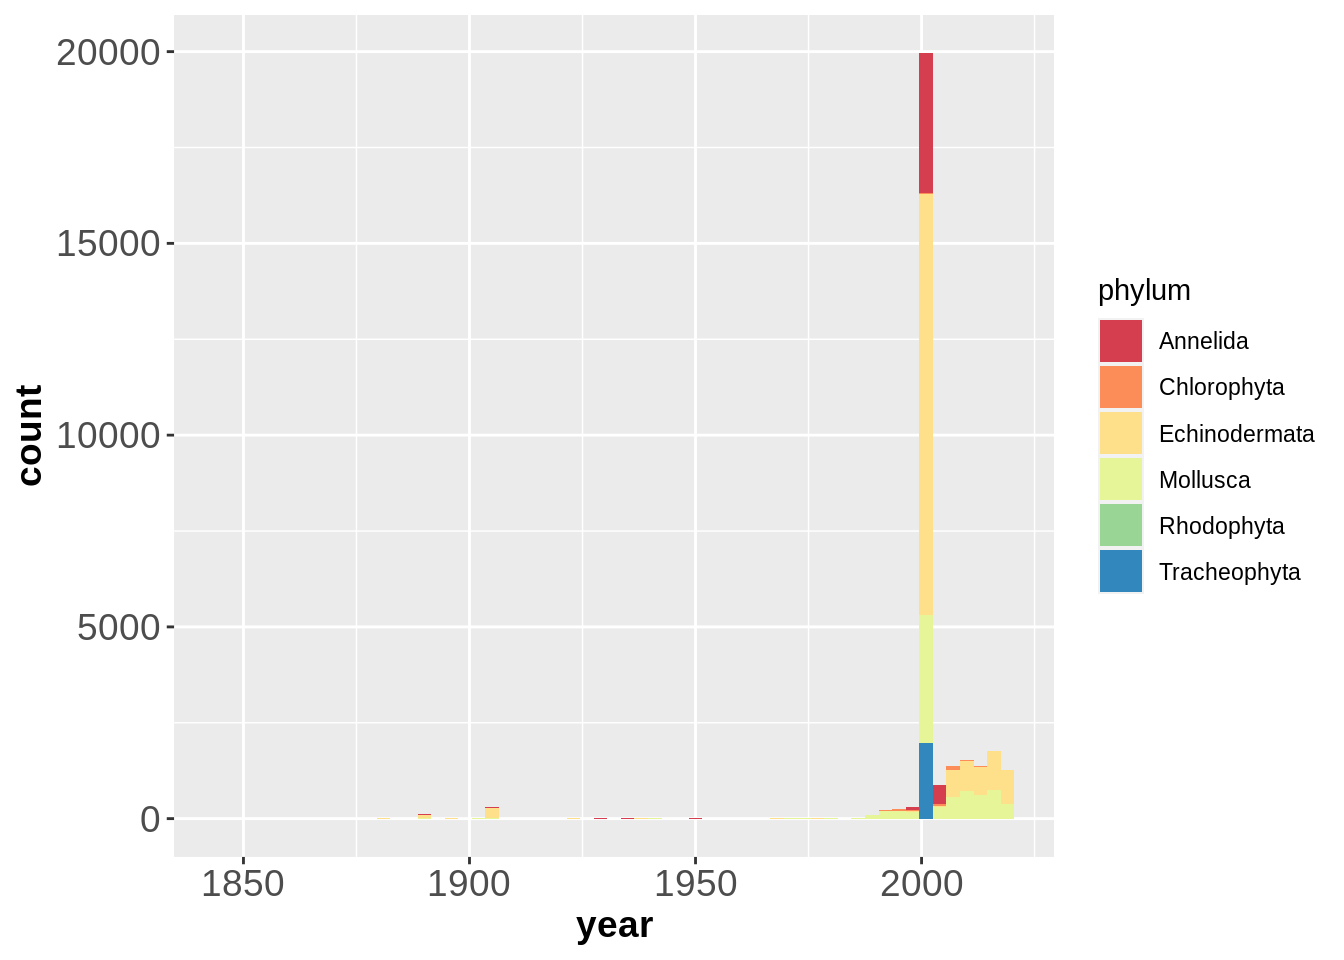 20000
15000
10000
5000
0
count
1850
1900
1950
2000
year
phylum
Annelida
Chlorophyta
Echinodermata
Mollusca
Rhodophyta
Tracheophyta